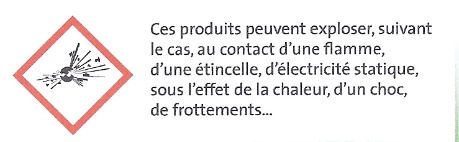 Ces produits peuvent exploser, suivant
le cas, au contact d'une flamme,
d'une étincelle, d'électricité statique,
sous l'effet de la chaleur, d'un choc,
de frottements...